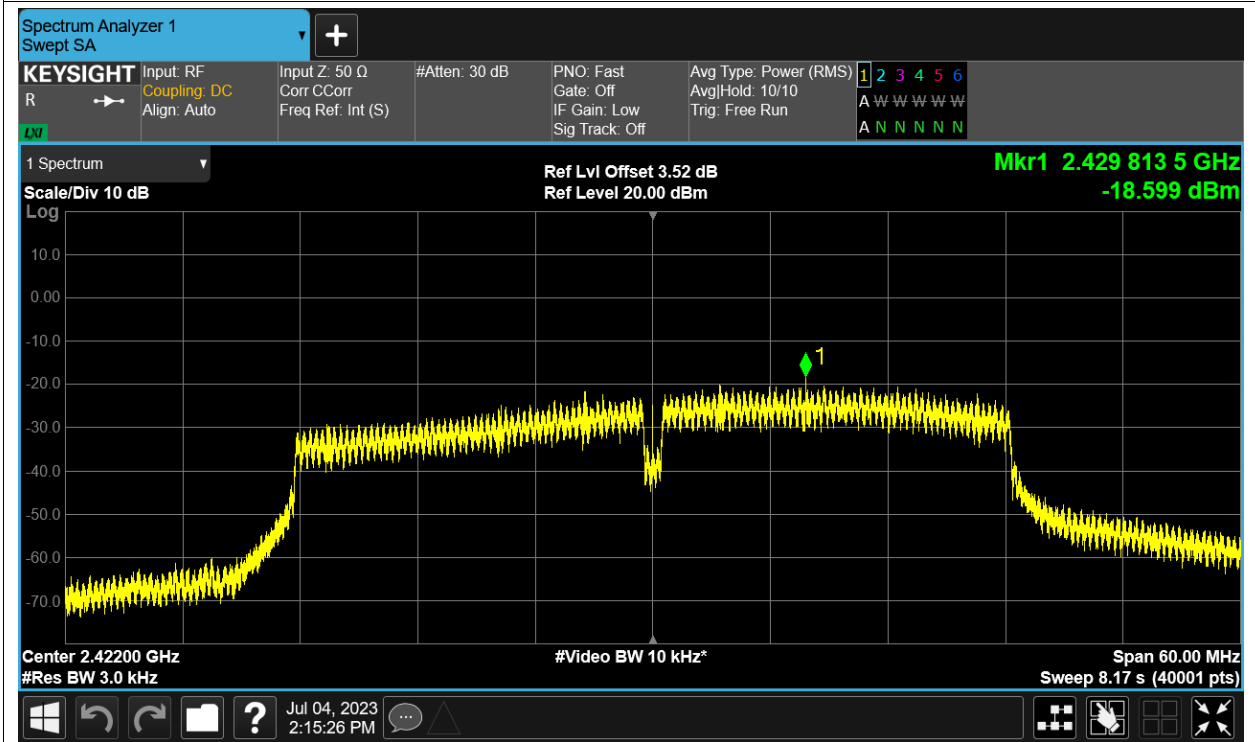 Spectrum Analyzer 1
Swept SA
+
KEYSIGHT
R
LXI
Input: RF
Coupling: DC
Align: Auto
Input Z: 50 Ω
Corr CCorr
Freq Ref: Int (S)
#Atten: 30 dB
PNO: Fast
Gate: Off
IF Gain: Low
Sig Track: Off
Avg Type: Power (RMS)
Avg|Hold: 10/10
Trig: Free Run
1 2 3 4 5 6
A W W W W W
A N N N N N
1 Spectrum
Scale/Div 10 dB
Log
Ref Lvl Offset 3.52 dB
Ref Level 20.00 dBm
Mkr1 2.429 813 5 GHz
-18.599 dBm
10.0
0.00
-10.0
1
-20.0
-30.0
-40.0
-50.0
-60.0
-70.0
Center 2.42200 GHz
#Res BW 3.0 kHz
#Video BW 10 kHz*
Span 60.00 MHz
Sweep 8.17 s (40001 pts)
?
Jul 04, 2023
2:15:26 PM